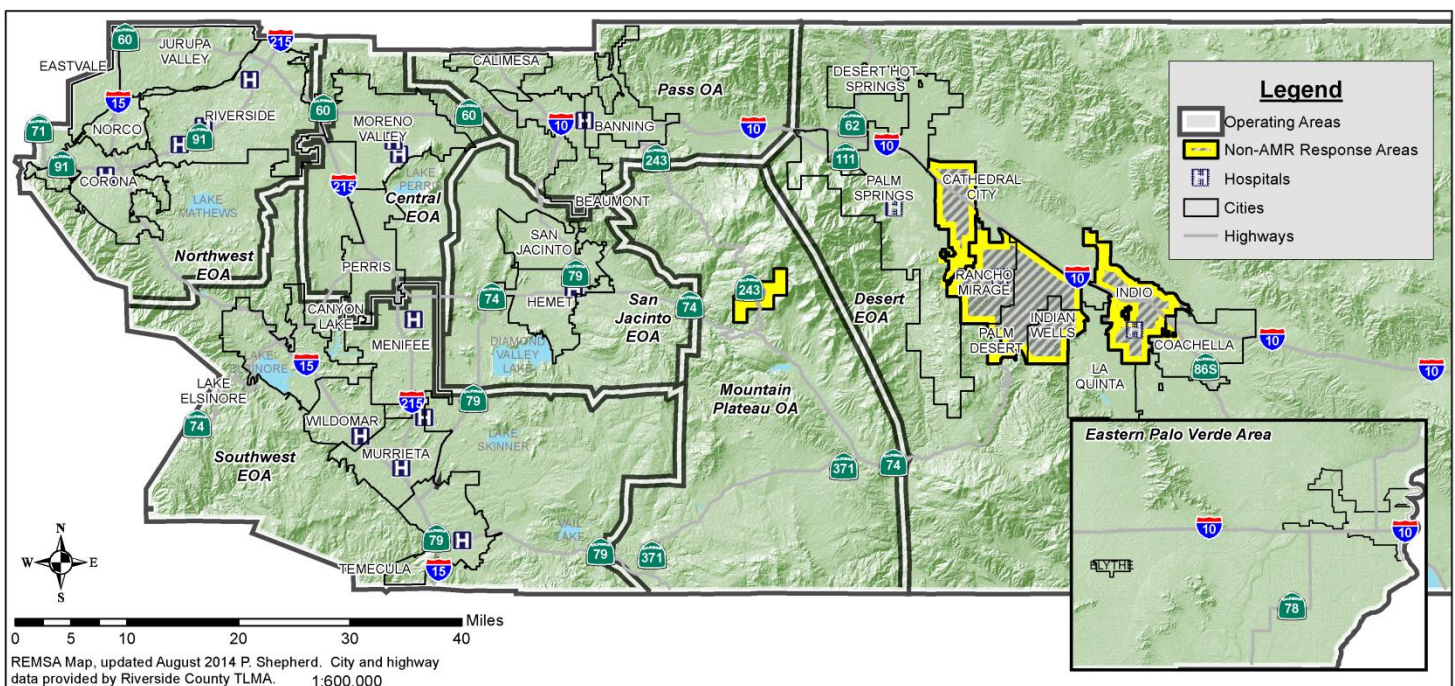 60
JURUPA
VALLEY
215
EASTVALE
15
H
71
NORCO
RIVERSIDE
H
91
H
91
CORONA
H
LAKE
MATHEWS
Northwest
EOA
60
MORENO
VALLEY
H
H
LAKE
PERRIS
215
Central
EOA
PERRIS
CANYON
LAKE
CALIMESA
60
10
H
BANNING
BEAUMONT
Pass OA
10
243
SAN
JACINTO
79
HEMET
H
74
San
Jacinto
EOA
DIAMOND
VALLEY
LAKE
MENIFEE
H
15
LAKE
ELSINORE
LAKE
ELSINORE
74
215
H
WILDOMAR
H
MURRIETA
H
Southwest
EOA
79
LAKE
SKINNER
79
H
TEMECULA
15
VAIL
LAKE
79
371
243
74
Mountain
Plateau OA
371
74
Desert
EOA
DESERT HOT
SPRINGS
62
10
111
PALM
SPRINGS
H
CATHEDRAL
CITY
RANCHO
MIRAGE
H
PALM
DESERT
INDIAN
WELLS
10
INDIO
H
LA
QUINTA
COACHELLA
86S
10
10
Legend
Operating Areas
Non-AMR Response Areas
H
Hospitals
Cities
Highways
Eastern Palo Verde Area
10
10
BLYTHE
78
N
W
E
S
0 5 10 20 30 40 Miles
REMSA Map, updated August 2014 P. Shepherd. City and highway
data provided by Riverside County TLMA. 1:600,000